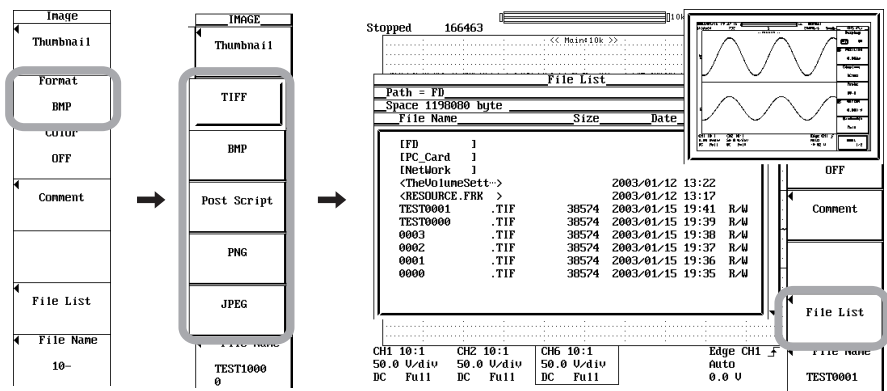 Image
Thumbnail
Format
BMP
Color
OFF
Comment
File List
File Name
10-
IMAGE
Thumbnail
TIFF
BMP
Post Script
PNG
JPEG
File Name
TEST1000
0
Stopped 166463
<< Main:10k >>
File List
Path = FD
Space 1198080 byte
File Name Size Date
[FD ]
[PC_Card ]
[NetWork ]
<TheVolumeSett…> 2003/01/12 13:22
<RESOURCE.FRK > 2003/01/12 13:17
TEST0001 .TIF 38574 2003/01/15 19:41 R/W
TEST0000 .TIF 38574 2003/01/15 19:39 R/W
0003 .TIF 38574 2003/01/15 19:38 R/W
0002 .TIF 38574 2003/01/15 19:37 R/W
0001 .TIF 38574 2003/01/15 19:36 R/W
0000 .TIF 38574 2003/01/15 19:35 R/W
OFF
Comment
File List
File Name
TEST0001
CH1 10:1 CH2 10:1 CH6 10:1 Edge CH1
50.0 V/div 50.0 V/div 50.0 V/div Auto
DC Full DC Full DC Full 0.0 V